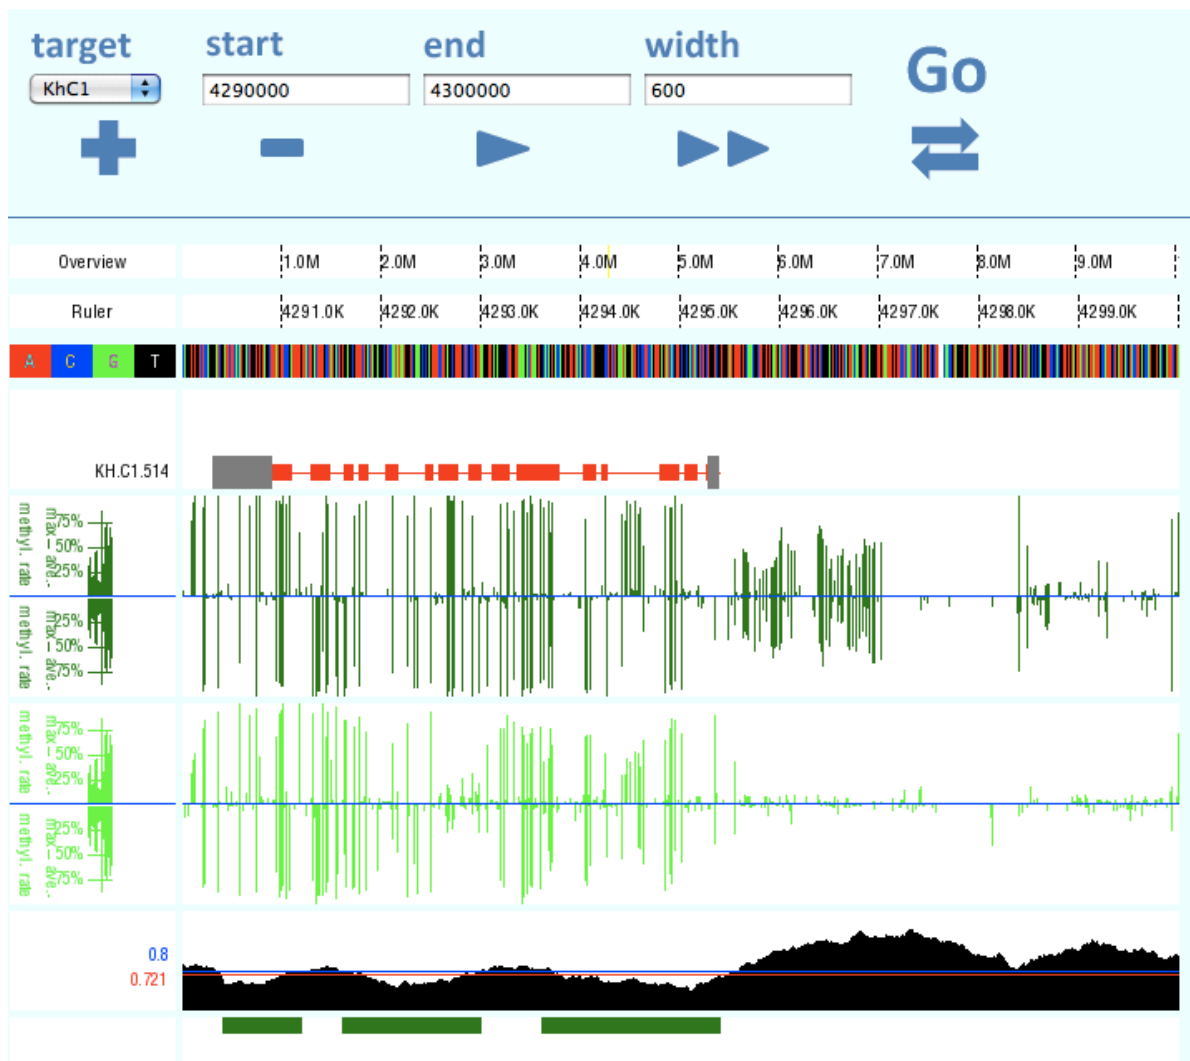 target start end width Go
KhC1 4290000 4300000 600
Overview 1.0M 2.0M 3.0M 4.0M 5.0M 6.0M 7.0M 8.0M 9.0M
Ruler 4291.0K 4292.0K 4293.0K 4294.0K 4295.0K 4296.0K 4297.0K 4298.0K 4299.0K
A C G T
KH.C1.514
methyl. rate
max – ave.-
75%
50%
25%
methyl. rate
max – ave.-
25%
50%
75%
methyl. rate
max – ave.-
75%
50%
25%
methyl. rate
max – ave.-
25%
50%
75%
0.8
0.721